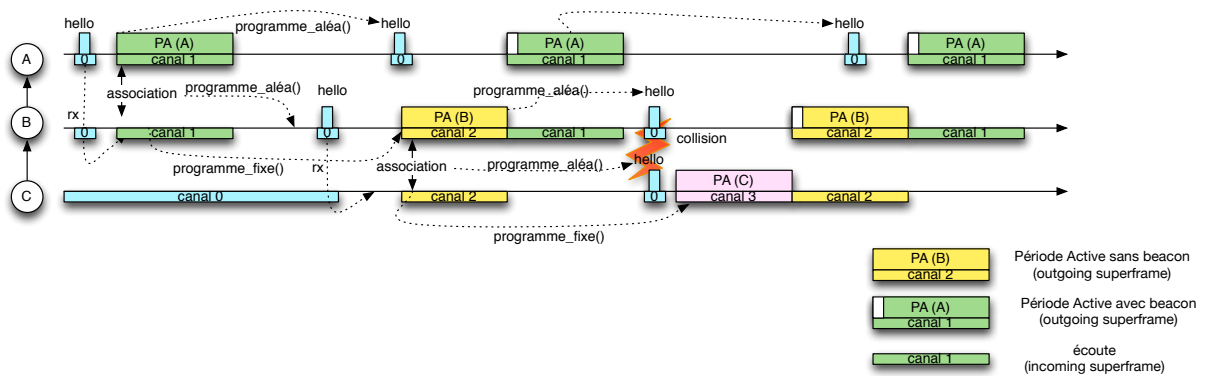 hello
programme_aléa()
hello
hello
PA (A)
PA (A)
PA (A)
A
0
canal 1
0
canal 1
0
canal 1
association
programme_aléa()
hello
programme_aléa()
hello
rx
PA (B)
PA (B)
B
0
canal 1
0
canal 2
canal 1
0
collision
canal 2
canal 1
programme_fixe()
rx
association
programme_aléa()
hello
PA (C)
C
canal 0
canal 2
0
canal 3
canal 2
programme_fixe()
PA (B)
canal 2
Période Active sans beacon
(outgoing superframe)
PA (A)
canal 1
Période Active avec beacon
(outgoing superframe)
canal 1
écoute
(incoming superframe)